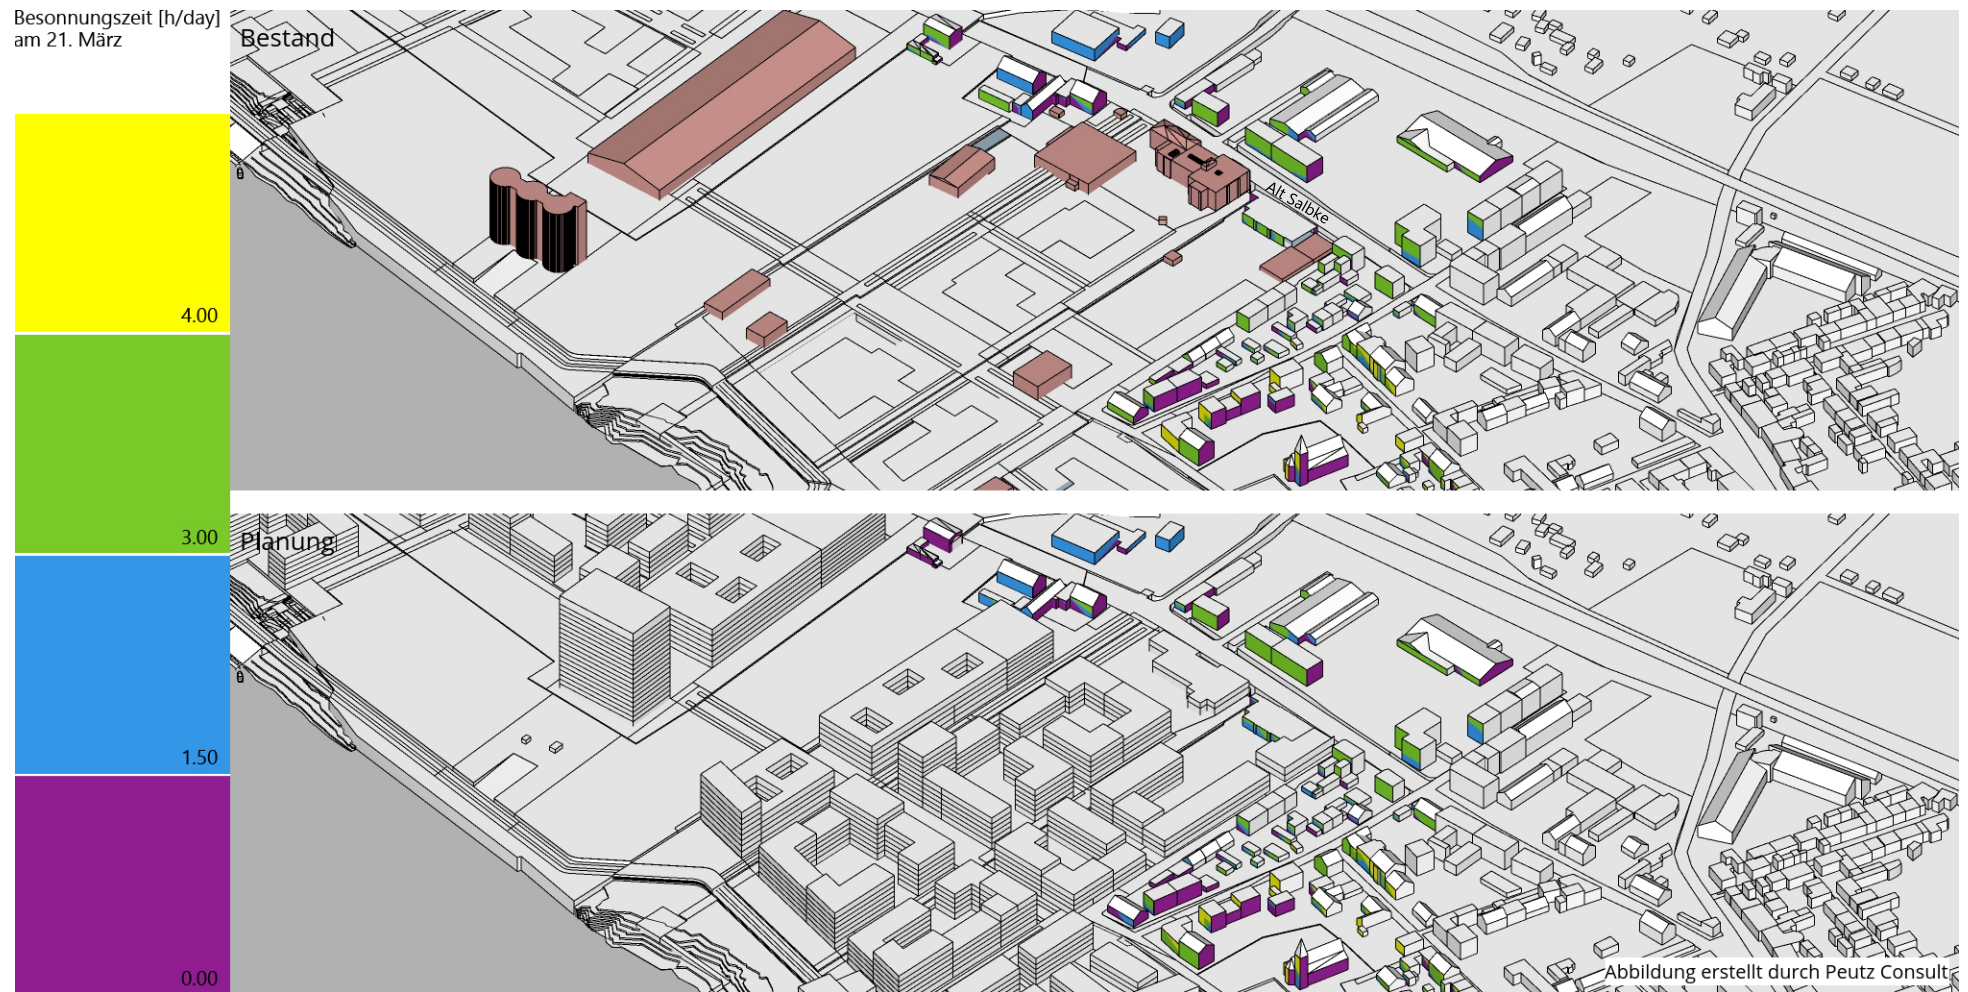 Besonnungszeit [h/day]
am 21. März
4.00
3.00
1.50
0.00
Bestand
Alt Salbke
Planung
Abbildung erstellt durch Peutz Consult